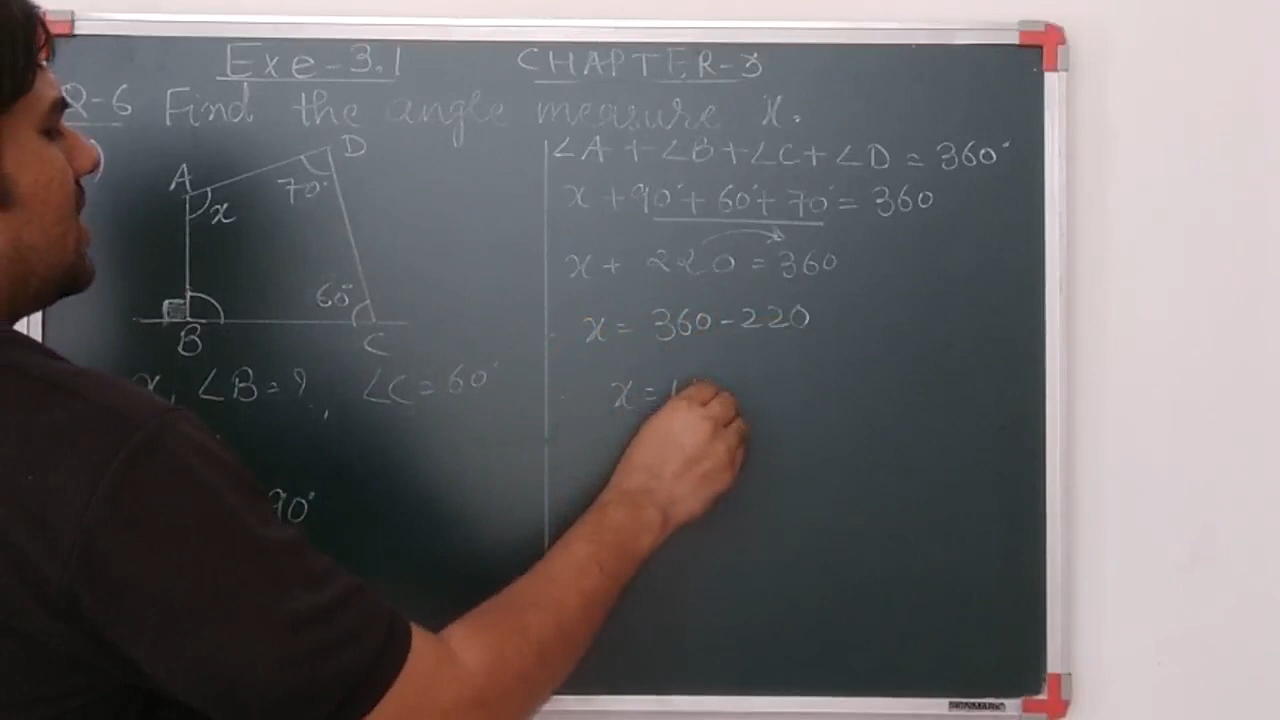 Exe-3.1 CHAPTER-3
Q-6 Find the angle measure x.
A
D
70°
x
60°
B
C
x, ∠B=? , ∠C=60°
90°
∠A+∠B+∠C+∠D=360°
x+90°+60°+70°=360
x+220=360
x=360-220
x=